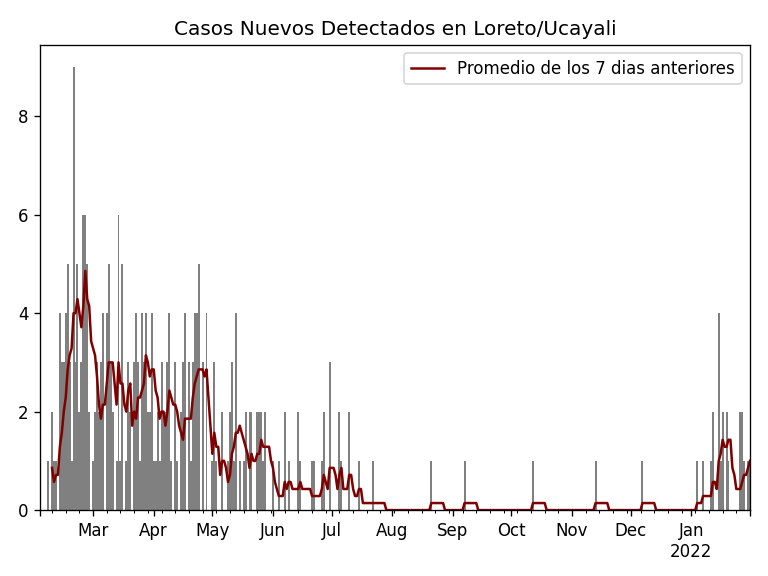 Casos Nuevos Detectados en Loreto/Ucayali
Promedio de los 7 dias anteriores
8
6
4
2
0
Mar Apr May Jun Jul Aug Sep Oct Nov Dec Jan
2022